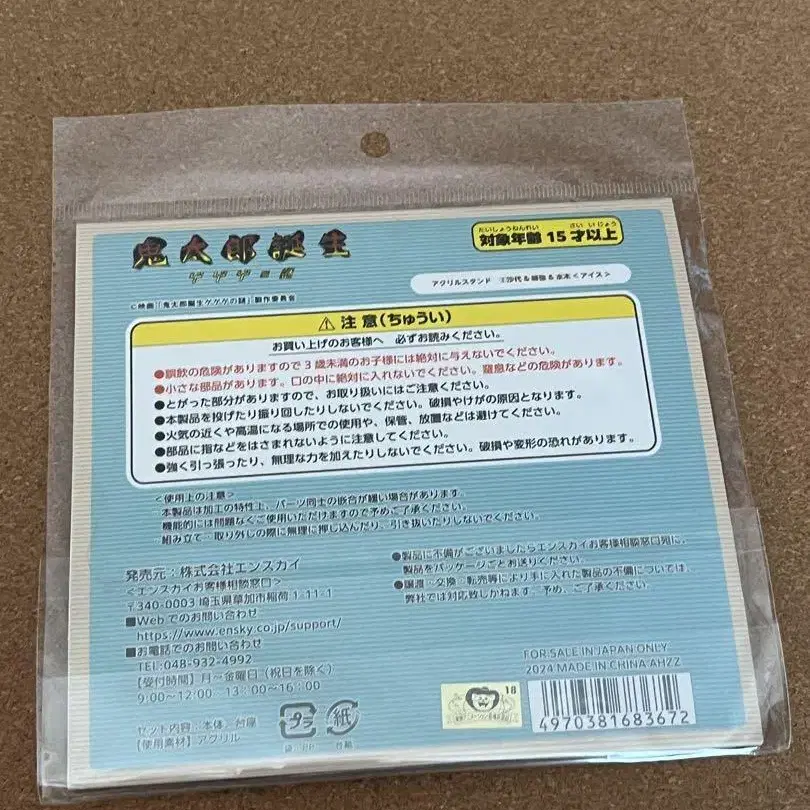 鬼太郎誕生
ゲゲゲの謎
たいしょうねんれい さい いじょう
対象年齢 15才以上
アクリルスタンド ②沙代＆時弥＆水木＜アイス＞
©映画「鬼太郎誕生ゲゲゲの謎」製作委員会
⚠注意(ちゅうい)
お買い上げのお客様へ 必ずお読みください。
●誤飲の危険がありますので3歳未満のお子様には絶対に与えないでください。
●小さな部品があります。口の中に絶対に入れないでください。窒息などの危険があります。
●とがった部分がありますので、お取り扱いにはご注意ください。
●本製品を投げたり振り回したりしないでください。破損やけがの原因となります。
●火気の近くや高温になる場所での使用や、保管、放置などは避けてください。
●部品に指などをはさまれないように注意してください。
●強く引っ張ったり、無理な力を加えたりしないでください。破損や変形の恐れがあります。
＜使用上の注意＞
本製品は加工の特性上、パーツ同士の嵌合が緩い場合があります。
機能的には問題なくご使用いただけますので予めご了承ください。
組み立て・取り外しの際に無理に押し込んだり、引き抜いたりしないでください。
発売元：株式会社エンスカイ
＜エンスカイお客様相談窓口＞
〒340-0003 埼玉県草加市稲荷 1-11-1
■Webでのお問い合わせ
https://www.ensky.co.jp/support/
■お電話でのお問い合わせ
TEL:048-932-4992
【受付時間】月～金曜日(祝日を除く)
9:00～12:00 13:00～16:00
●製品に不備がございましたらエンスカイお客様相談窓口宛に、
製品をパッケージごとお送りください。
●譲渡・交換・転売等により手に入れた製品の不備については、
弊社では対応致しかねます。予め、ご了承ください。
セット内容：本体、台座
【使用素材】アクリル
プラ
袋：PP
紙
台紙
FOR SALE IN JAPAN ONLY
2024 MADE IN CHINA AHZZ
18
4970381683672